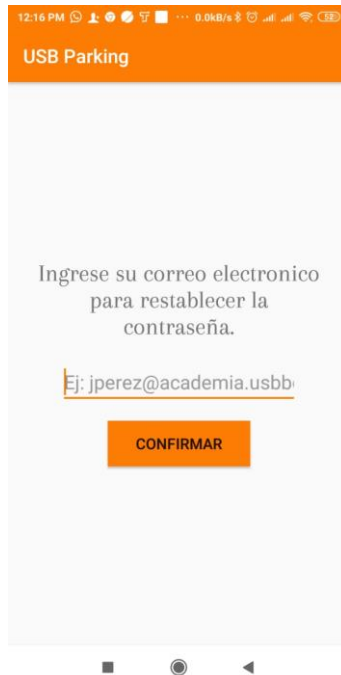 12:16 PM ... 0.0kB/s
USB Parking
Ingrese su correo electronico
para restablecer la
contraseña.
Ej: jperez@academia.usbb
CONFIRMAR